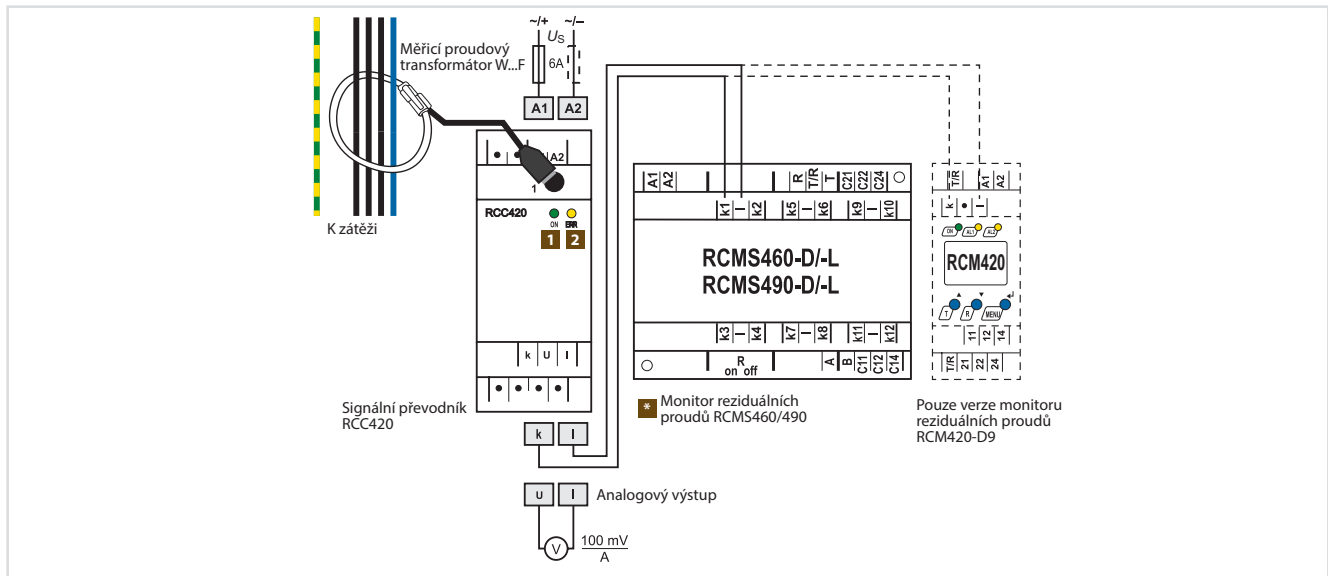 ~/+ ~/–
US
6A
Měřicí proudový
transformátor W...F
A1 A2
A2
1
RCC420
ON ERR
1 2
K zátěži
k U l
Signální převodník
RCC420
k l
U l
Analogový výstup
V
100 mV
A
A1 A2 R T/R T C21 C22 C24
k1 l k2 k5 l k6 k9 l k10
RCMS460-D/-L
RCMS490-D/-L
k3 l k4 k7 l k8 k11 l k12
R
on off
A B C11 C12 C14
* Monitor reziduálních
proudů RCMS460/490
T/R A1 A2
k l
ON AL1 AL2
RCM420
T R MENU
11 12 14
T/R 21 22 24
Pouze verze monitoru
reziduálních proudů
RCM420-D9